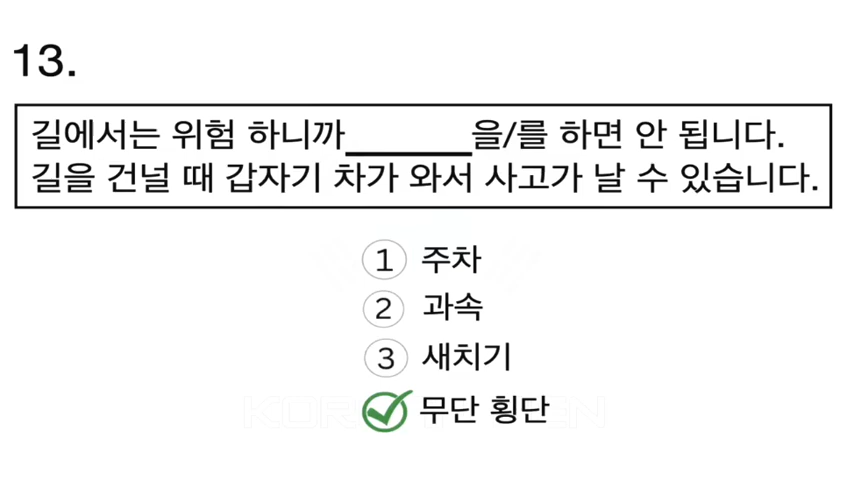 13.
길에서는 위험 하니까______을/를 하면 안 됩니다.
길을 건널 때 갑자기 차가 와서 사고가 날 수 있습니다.
1 주차
2 과속
3 새치기
무단 횡단